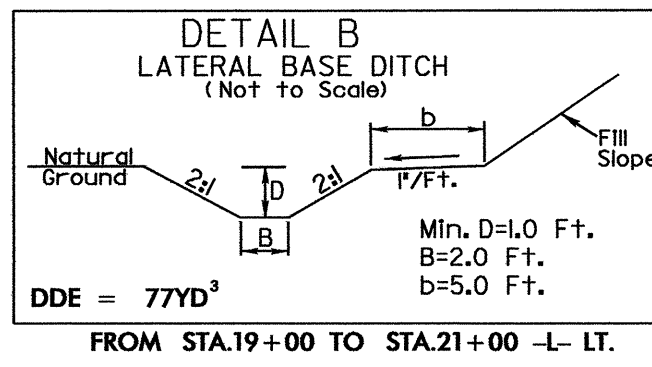 DETAIL B
LATERAL BASE DITCH
(Not to Scale)
b
Natural
Ground
2:1
D
2:1
1"/Ft.
Fill
Slope
B
Min. D=1.0 Ft.
B=2.0 Ft.
b=5.0 Ft.
DDE = 77YD³
FROM STA.19+00 TO STA.21+00 -L- LT.